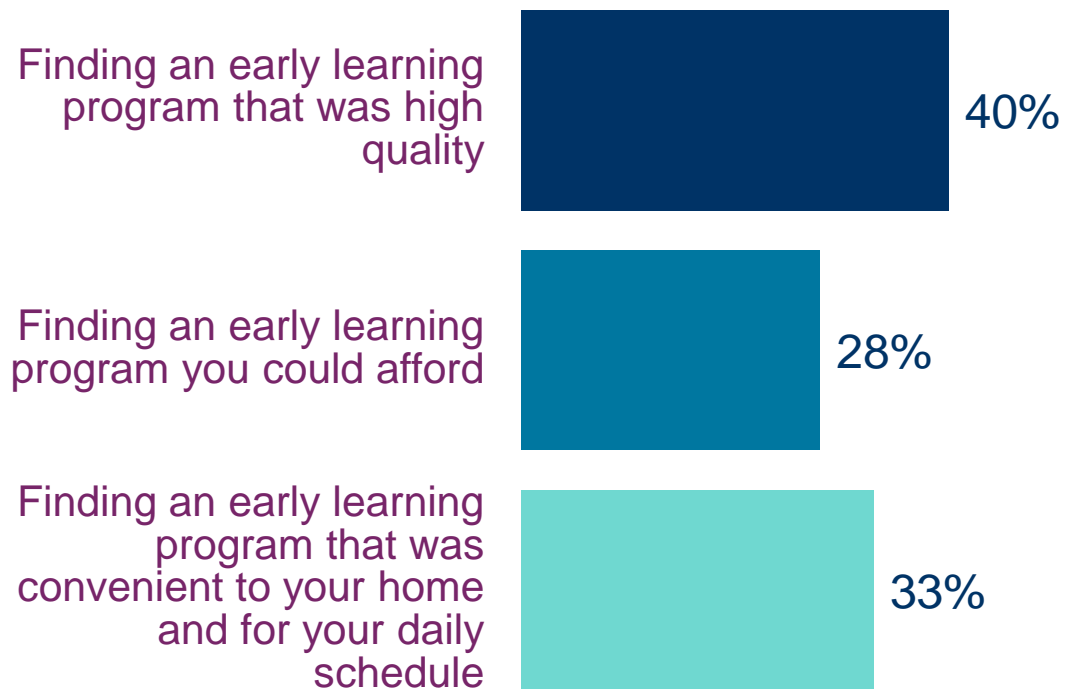 Finding an early learning
program that was high
quality
40%
Finding an early learning
program you could afford
28%
Finding an early learning
program that was
convenient to your home
and for your daily
schedule
33%